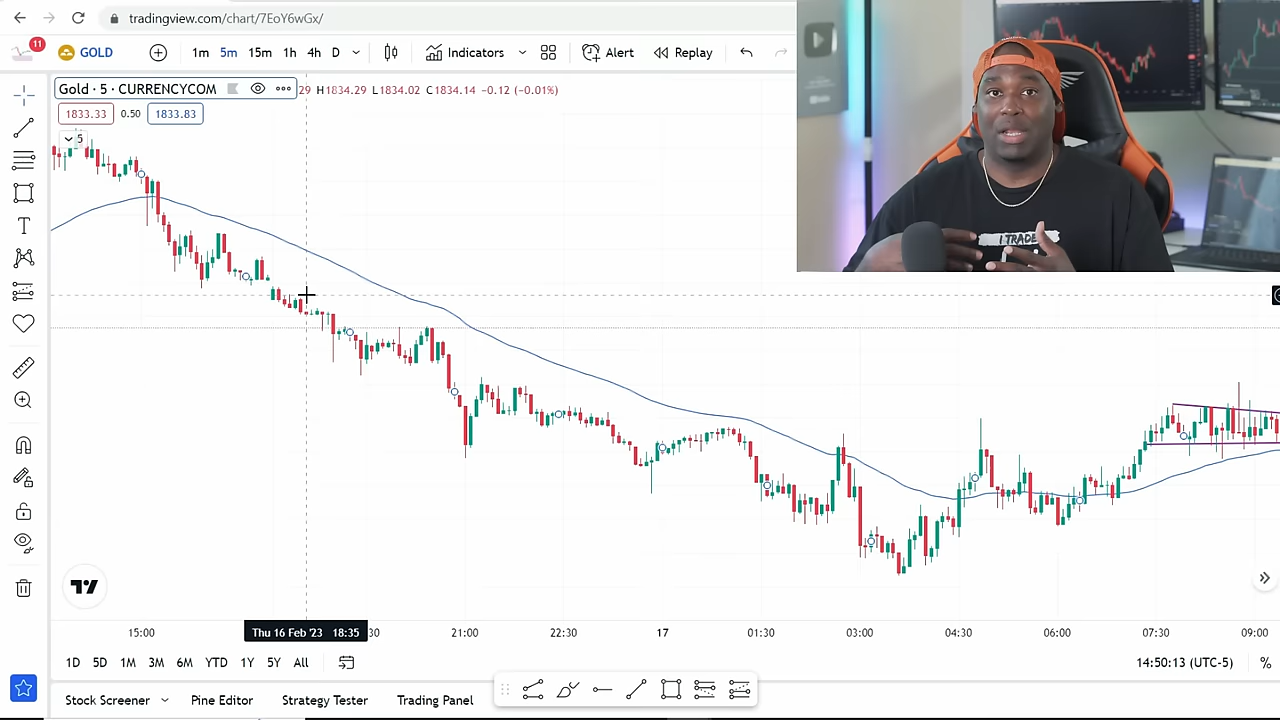 tradingview.com/chart/7EoY6wGx/
11
GOLD
1m 5m 15m 1h 4h D Indicators Alert Replay
Gold · 5 · CURRENCYCOM 29 H1834.29 L1834.02 C1834.14 −0.12 (−0.01%)
1833.33 0.50 1833.83
5
I TRADE
15:00 Thu 16 Feb '23 18:35 :30 21:00 22:30 17 01:30 03:00 04:30 06:00 07:30 09:00
1D 5D 1M 3M 6M YTD 1Y 5Y All 14:50:13 (UTC-5) %
Stock Screener Pine Editor Strategy Tester Trading Panel